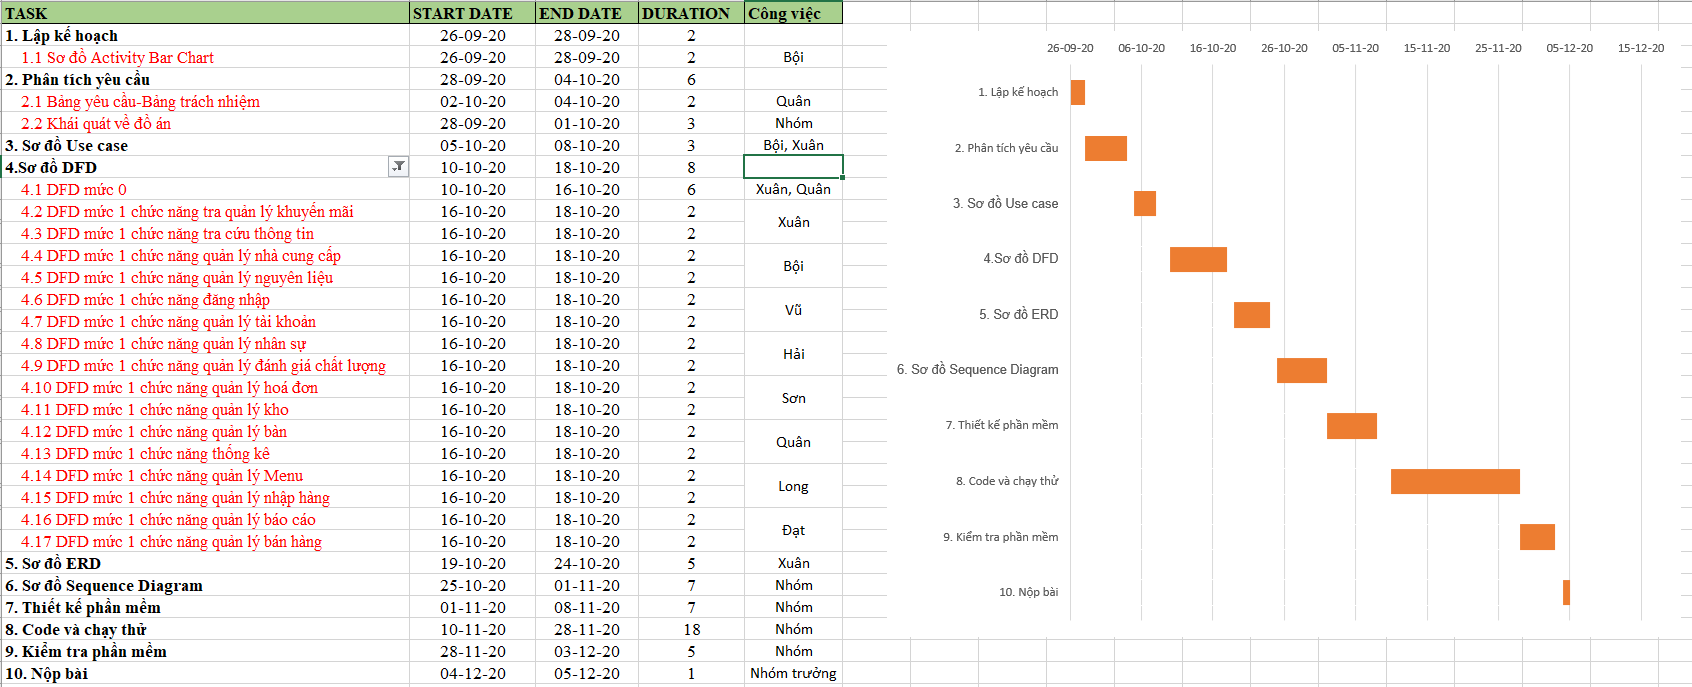 TASK START DATE END DATE DURATION Công việc
1. Lập kế hoạch 26-09-20 28-09-20 2
1.1 Sơ đồ Activity Bar Chart 26-09-20 28-09-20 2 Bội
2. Phân tích yêu cầu 28-09-20 04-10-20 6
2.1 Bảng yêu cầu-Bảng trách nhiệm 02-10-20 04-10-20 2 Quân
2.2 Khái quát về đồ án 28-09-20 01-10-20 3 Nhóm
3. Sơ đồ Use case 05-10-20 08-10-20 3 Bội, Xuân
4.Sơ đồ DFD 10-10-20 18-10-20 8
4.1 DFD mức 0 10-10-20 16-10-20 6 Xuân, Quân
4.2 DFD mức 1 chức năng tra quản lý khuyến mãi 16-10-20 18-10-20 2
Xuân
4.3 DFD mức 1 chức năng tra cứu thông tin 16-10-20 18-10-20 2
4.4 DFD mức 1 chức năng quản lý nhà cung cấp 16-10-20 18-10-20 2
Bội
4.5 DFD mức 1 chức năng quản lý nguyên liệu 16-10-20 18-10-20 2
4.6 DFD mức 1 chức năng đăng nhập 16-10-20 18-10-20 2
Vũ
4.7 DFD mức 1 chức năng quản lý tài khoản 16-10-20 18-10-20 2
4.8 DFD mức 1 chức năng quản lý nhân sự 16-10-20 18-10-20 2
Hải
4.9 DFD mức 1 chức năng quản lý đánh giá chất lượng 16-10-20 18-10-20 2
4.10 DFD mức 1 chức năng quản lý hoá đơn 16-10-20 18-10-20 2
Sơn
4.11 DFD mức 1 chức năng quản lý kho 16-10-20 18-10-20 2
4.12 DFD mức 1 chức năng quản lý bàn 16-10-20 18-10-20 2
Quân
4.13 DFD mức 1 chức năng thống kê 16-10-20 18-10-20 2
4.14 DFD mức 1 chức năng quản lý Menu 16-10-20 18-10-20 2
Long
4.15 DFD mức 1 chức năng quản lý nhập hàng 16-10-20 18-10-20 2
4.16 DFD mức 1 chức năng quản lý báo cáo 16-10-20 18-10-20 2
Đạt
4.17 DFD mức 1 chức năng quản lý bán hàng 16-10-20 18-10-20 2
5. Sơ đồ ERD 19-10-20 24-10-20 5 Xuân
6. Sơ đồ Sequence Diagram 25-10-20 01-11-20 7 Nhóm
7. Thiết kế phần mềm 01-11-20 08-11-20 7 Nhóm
8. Code và chạy thử 10-11-20 28-11-20 18 Nhóm
9. Kiểm tra phần mềm 28-11-20 03-12-20 5 Nhóm
10. Nộp bài 04-12-20 05-12-20 1 Nhóm trưởng
26-09-20 06-10-20 16-10-20 26-10-20 05-11-20 15-11-20 25-11-20 05-12-20 15-12-20
1. Lập kế hoạch
2. Phân tích yêu cầu
3. Sơ đồ Use case
4.Sơ đồ DFD
5. Sơ đồ ERD
6. Sơ đồ Sequence Diagram
7. Thiết kế phần mềm
8. Code và chạy thử
9. Kiểm tra phần mềm
10. Nộp bài